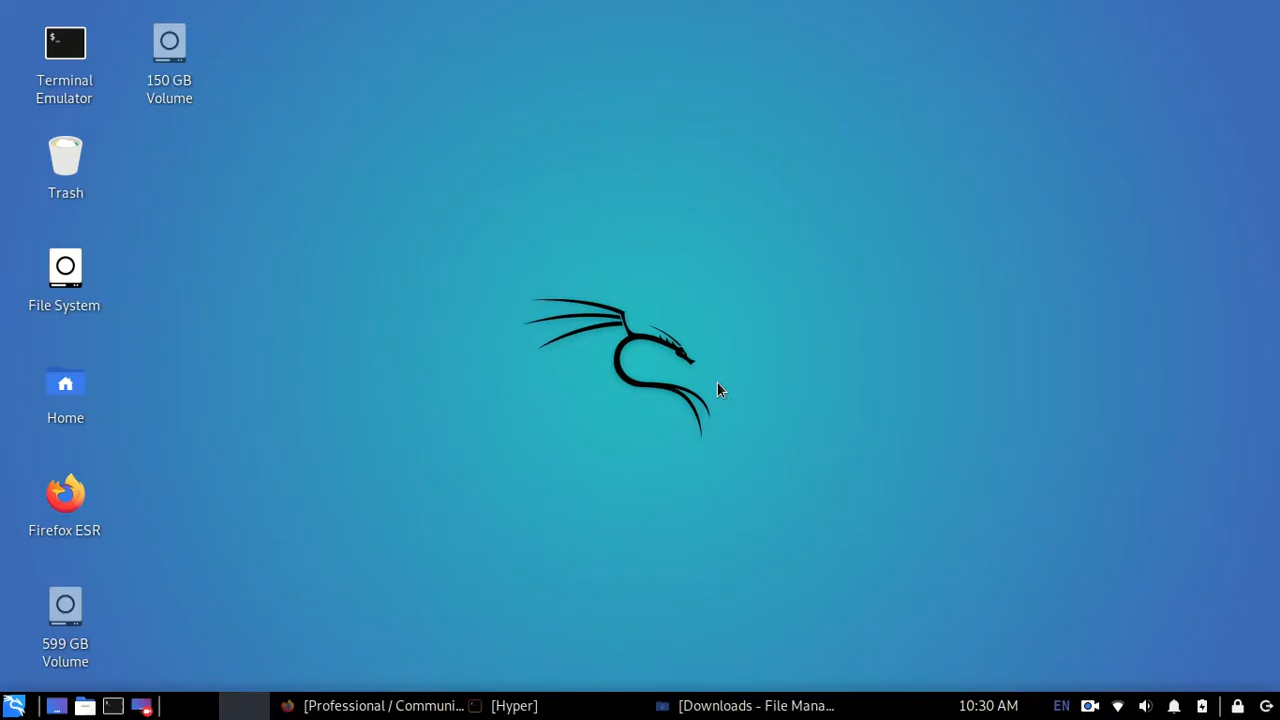 Terminal
Emulator
150 GB
Volume
Trash
File System
Home
Firefox ESR
599 GB
Volume
[Professional / Communi... [Hyper] [Downloads - File Mana... 10:30 AM EN